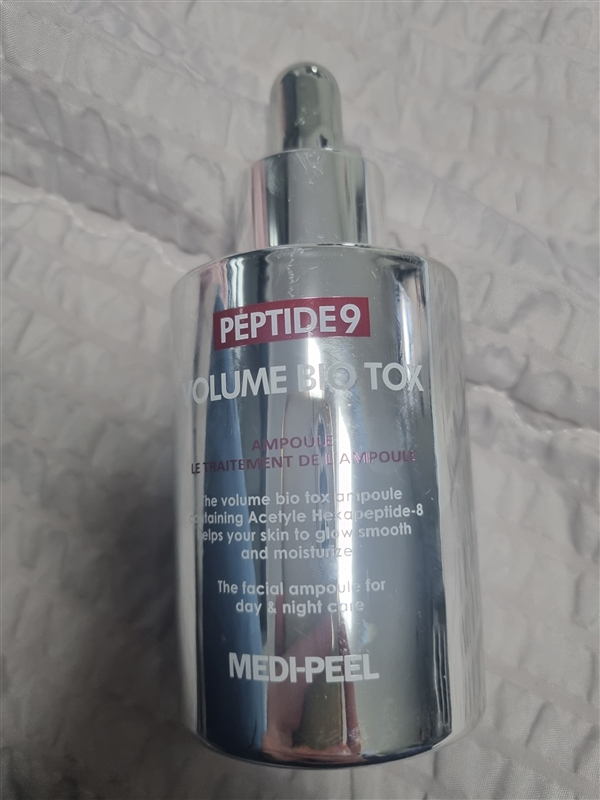 PEPTIDE9
VOLUME BIO TOX
AMPOULE
LE TRAITEMENT DE L'AMPOULE
The volume bio tox ampoule
containing Acetyle Hexapeptide-8
helps your skin to glow smooth
and moisturize
The facial ampoule for
day & night care
MEDI-PEEL